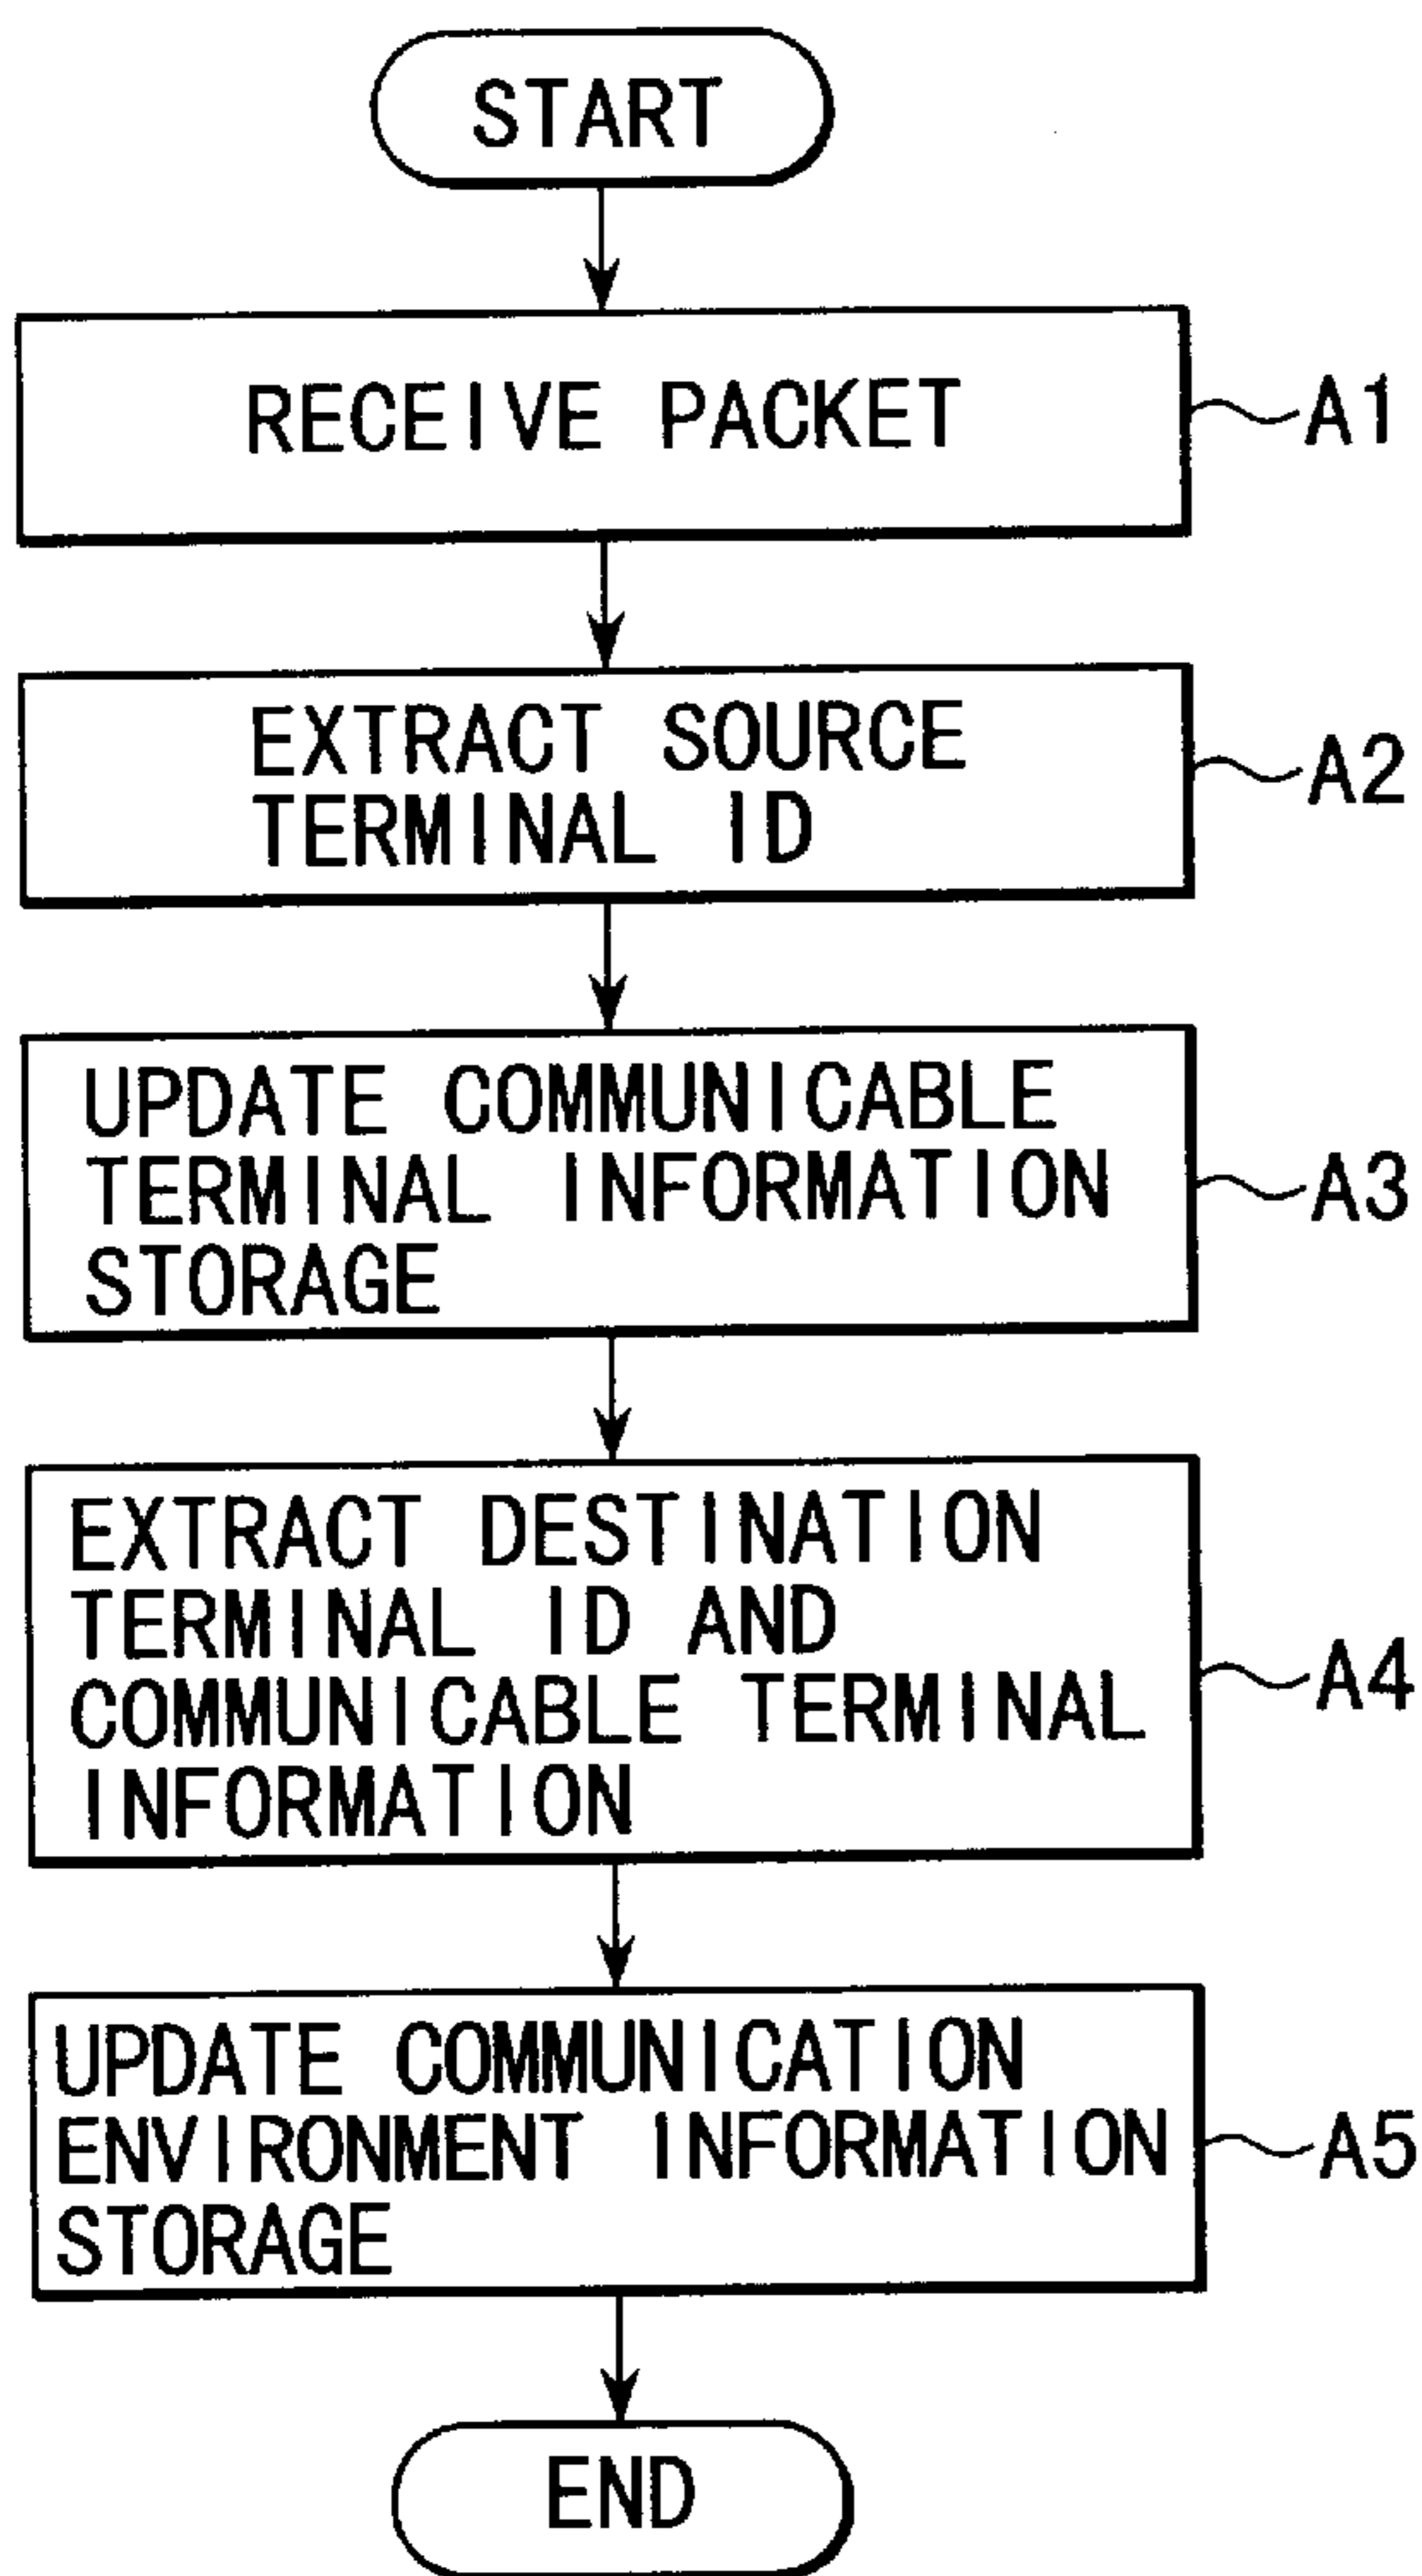 START
RECEIVE PACKET
A1
EXTRACT SOURCE
TERMINAL ID
A2
UPDATE COMMUNICABLE
TERMINAL INFORMATION
STORAGE
A3
EXTRACT DESTINATION
TERMINAL ID AND
COMMUNICABLE TERMINAL
INFORMATION
A4
UPDATE COMMUNICATION
ENVIRONMENT INFORMATION
STORAGE
A5
END